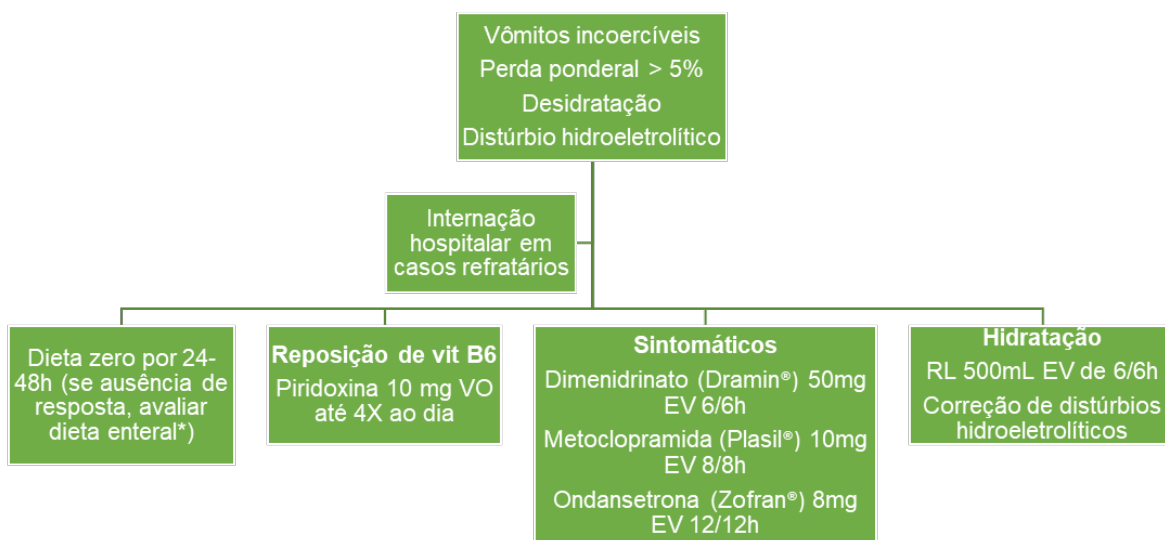 Vômitos incoercíveis
Perda ponderal > 5%
Desidratação
Distúrbio hidroeletrolítico
Internação
hospitalar em
casos refratários
Dieta zero por 24-
48h (se ausência de
resposta, avaliar
dieta enteral*)
Reposição de vit B6
Piridoxina 10 mg VO
até 4X ao dia
Sintomáticos
Dimenidrinato (Dramin®) 50mg
EV 6/6h
Metoclopramida (Plasil®) 10mg
EV 8/8h
Ondansetrona (Zofran®) 8mg
EV 12/12h
Hidratação
RL 500mL EV de 6/6h
Correção de distúrbios
hidroeletrolíticos